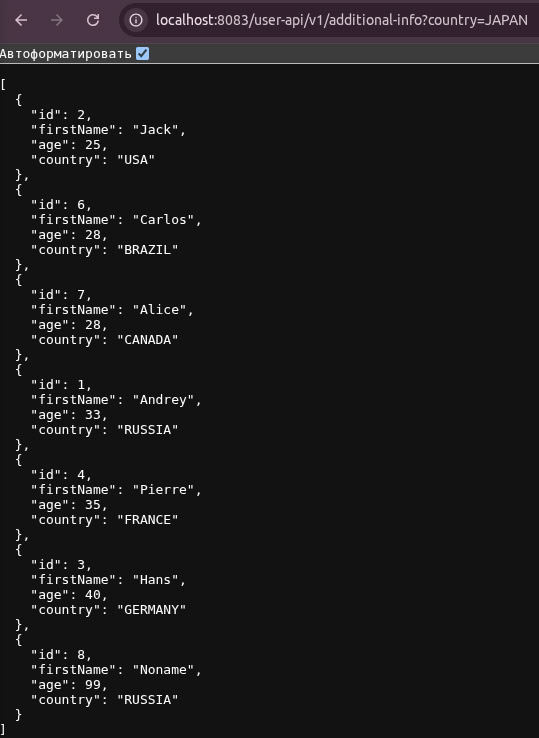 localhost:8083/user-api/v1/additional-info?country=JAPAN
Автоформатировать
[
  {
    "id": 2,
    "firstName": "Jack",
    "age": 25,
    "country": "USA"
  },
  {
    "id": 6,
    "firstName": "Carlos",
    "age": 28,
    "country": "BRAZIL"
  },
  {
    "id": 7,
    "firstName": "Alice",
    "age": 28,
    "country": "CANADA"
  },
  {
    "id": 1,
    "firstName": "Andrey",
    "age": 33,
    "country": "RUSSIA"
  },
  {
    "id": 4,
    "firstName": "Pierre",
    "age": 35,
    "country": "FRANCE"
  },
  {
    "id": 3,
    "firstName": "Hans",
    "age": 40,
    "country": "GERMANY"
  },
  {
    "id": 8,
    "firstName": "Noname",
    "age": 99,
    "country": "RUSSIA"
  }
]